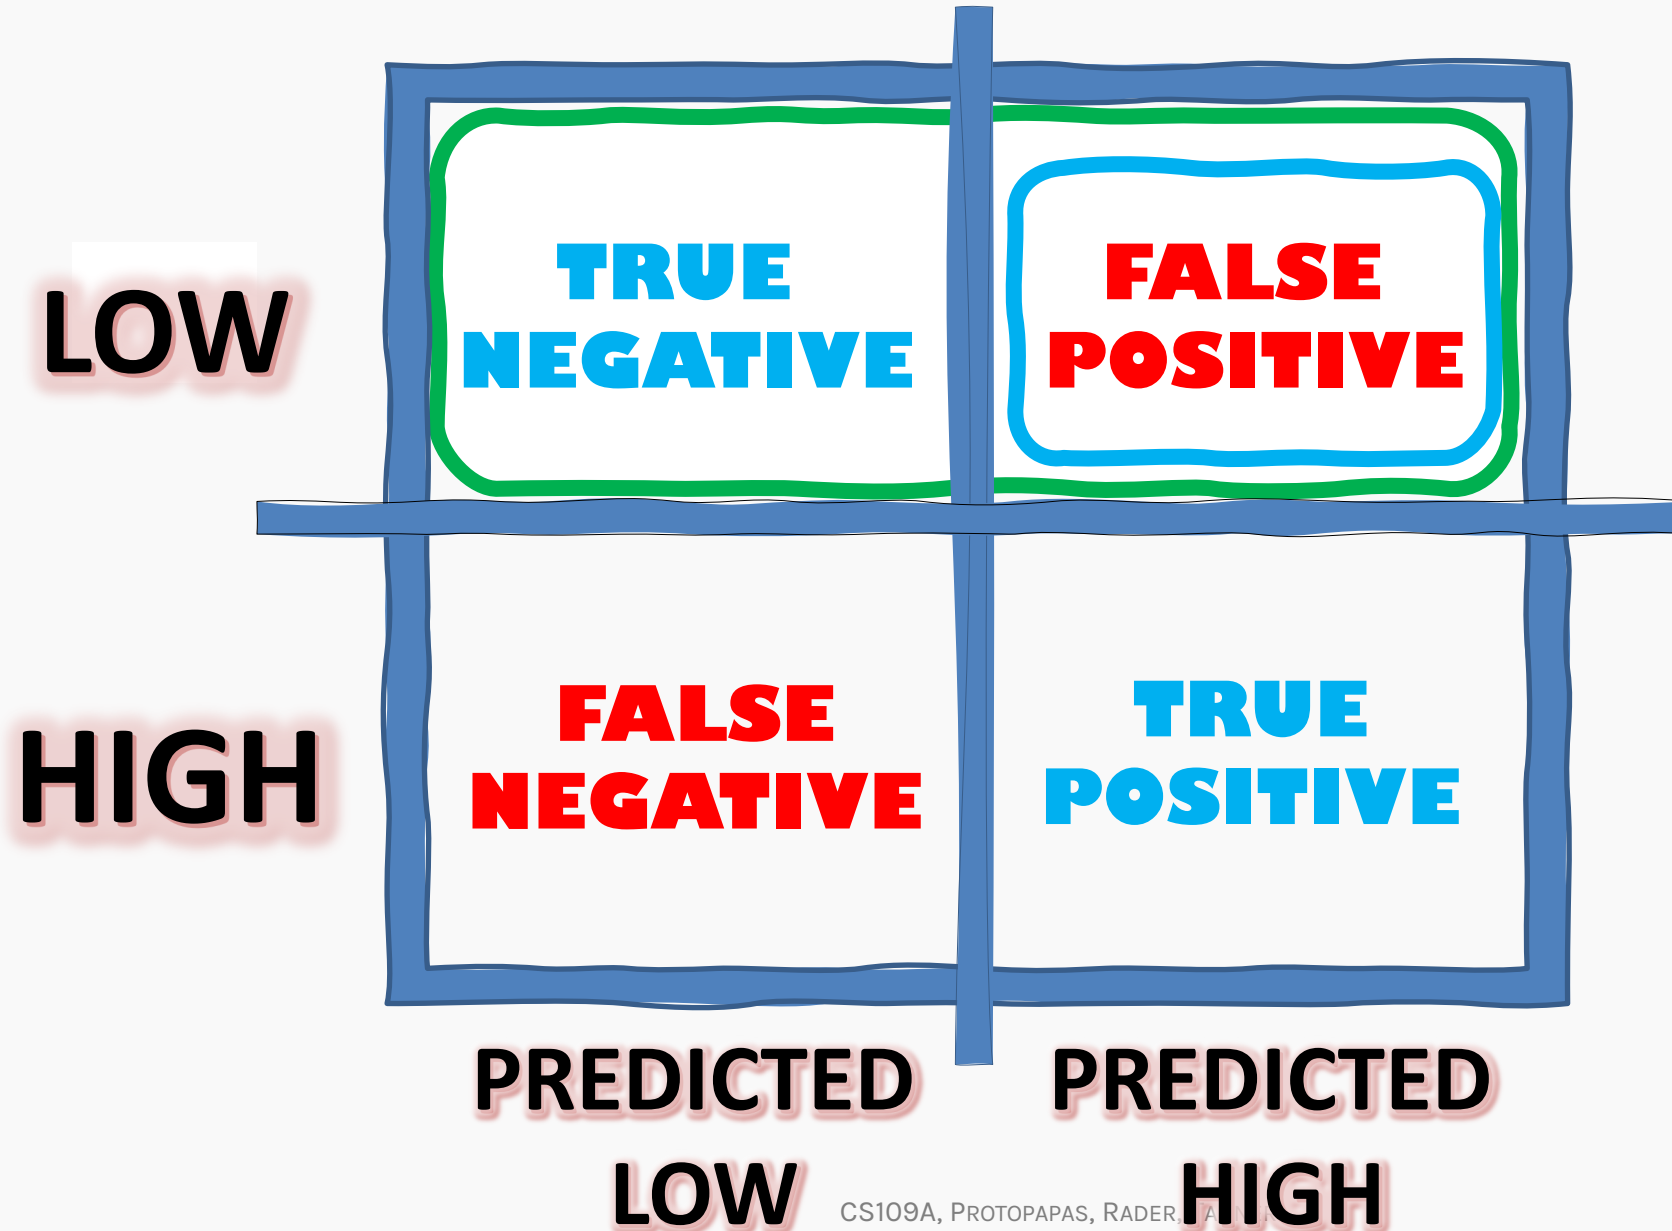 LOW
TRUE
NEGATIVE
FALSE
POSITIVE
HIGH
FALSE
NEGATIVE
TRUE
POSITIVE
PREDICTED
LOW
PREDICTED
HIGH
CS109A, PROTOPAPAS, RADER,